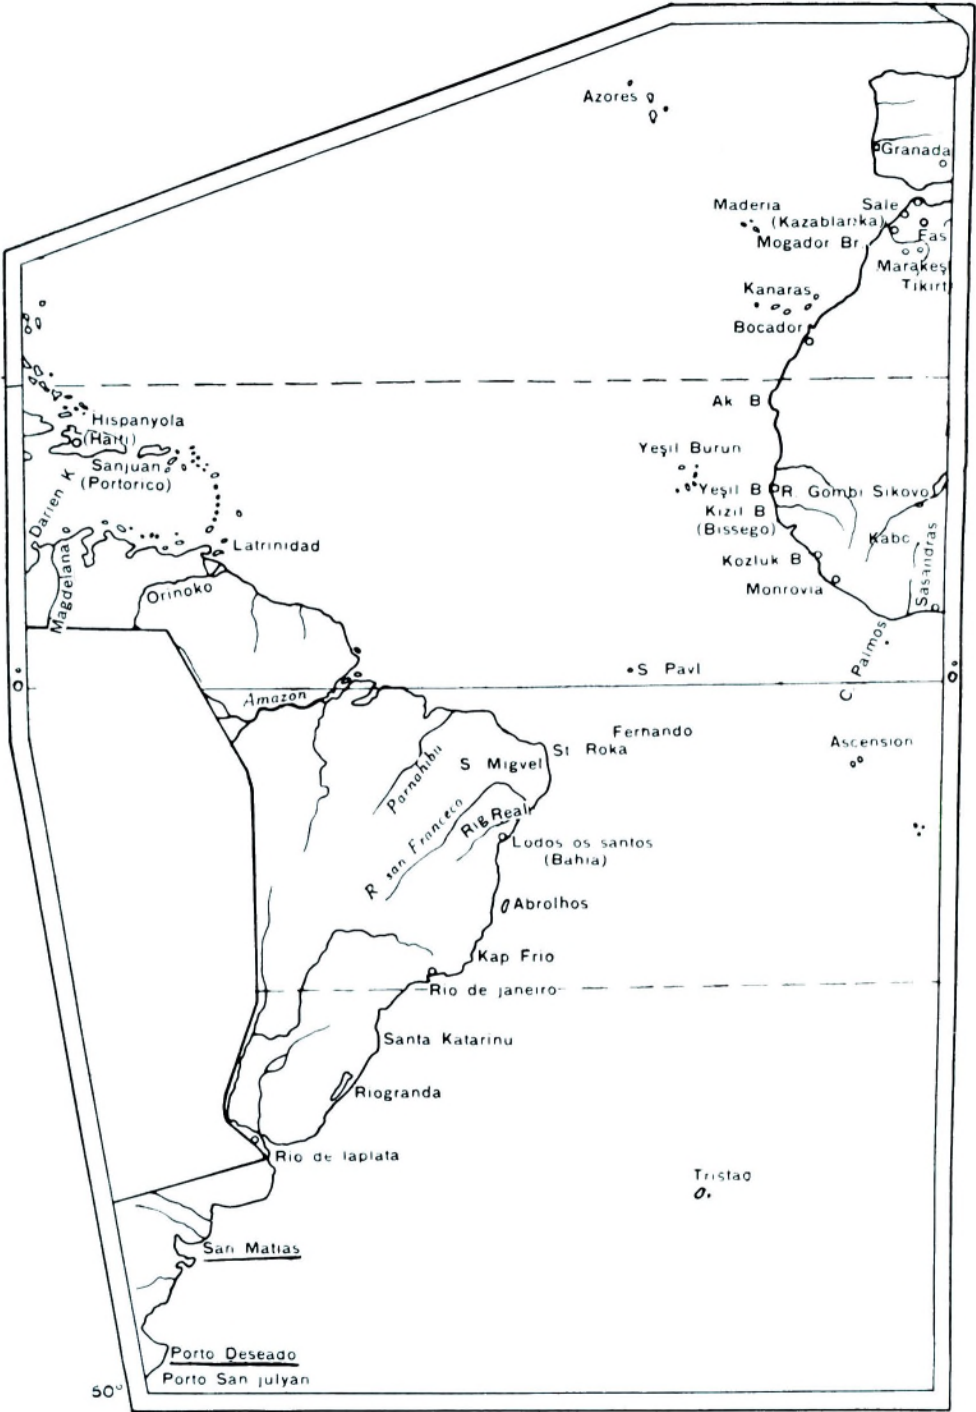 Azores
Granada
Maderia
Sale
(Kazablanka)
Fas
Mogador Br.
Marakeş
Tikirt
Kanaras
Bocador
Ak B
Hispanyola
(Haiti)
Sanjuan
(Portorico)
Darien K
Yeşil Burun
Yeşil B
R. Gombi Sikovo
Kizil B
(Bissego)
Kabc
Sasandras
Latrinidad
Kozluk B
Magdelana
Orinoko
Monrovia
C. Palmos
0°
S Pavl
0°
Amazon
Fernando
St Roka
Ascension
Parnahibu
S Migvel
R san Franceco
Rig Real
Lodos os santos
(Bahia)
Abrolhos
Kap Frio
Rio de janeiro
Santa Katarinu
Riogranda
Rio de laplata
Tristao
San Matias
Porto Deseado
Porto San julyan
50°